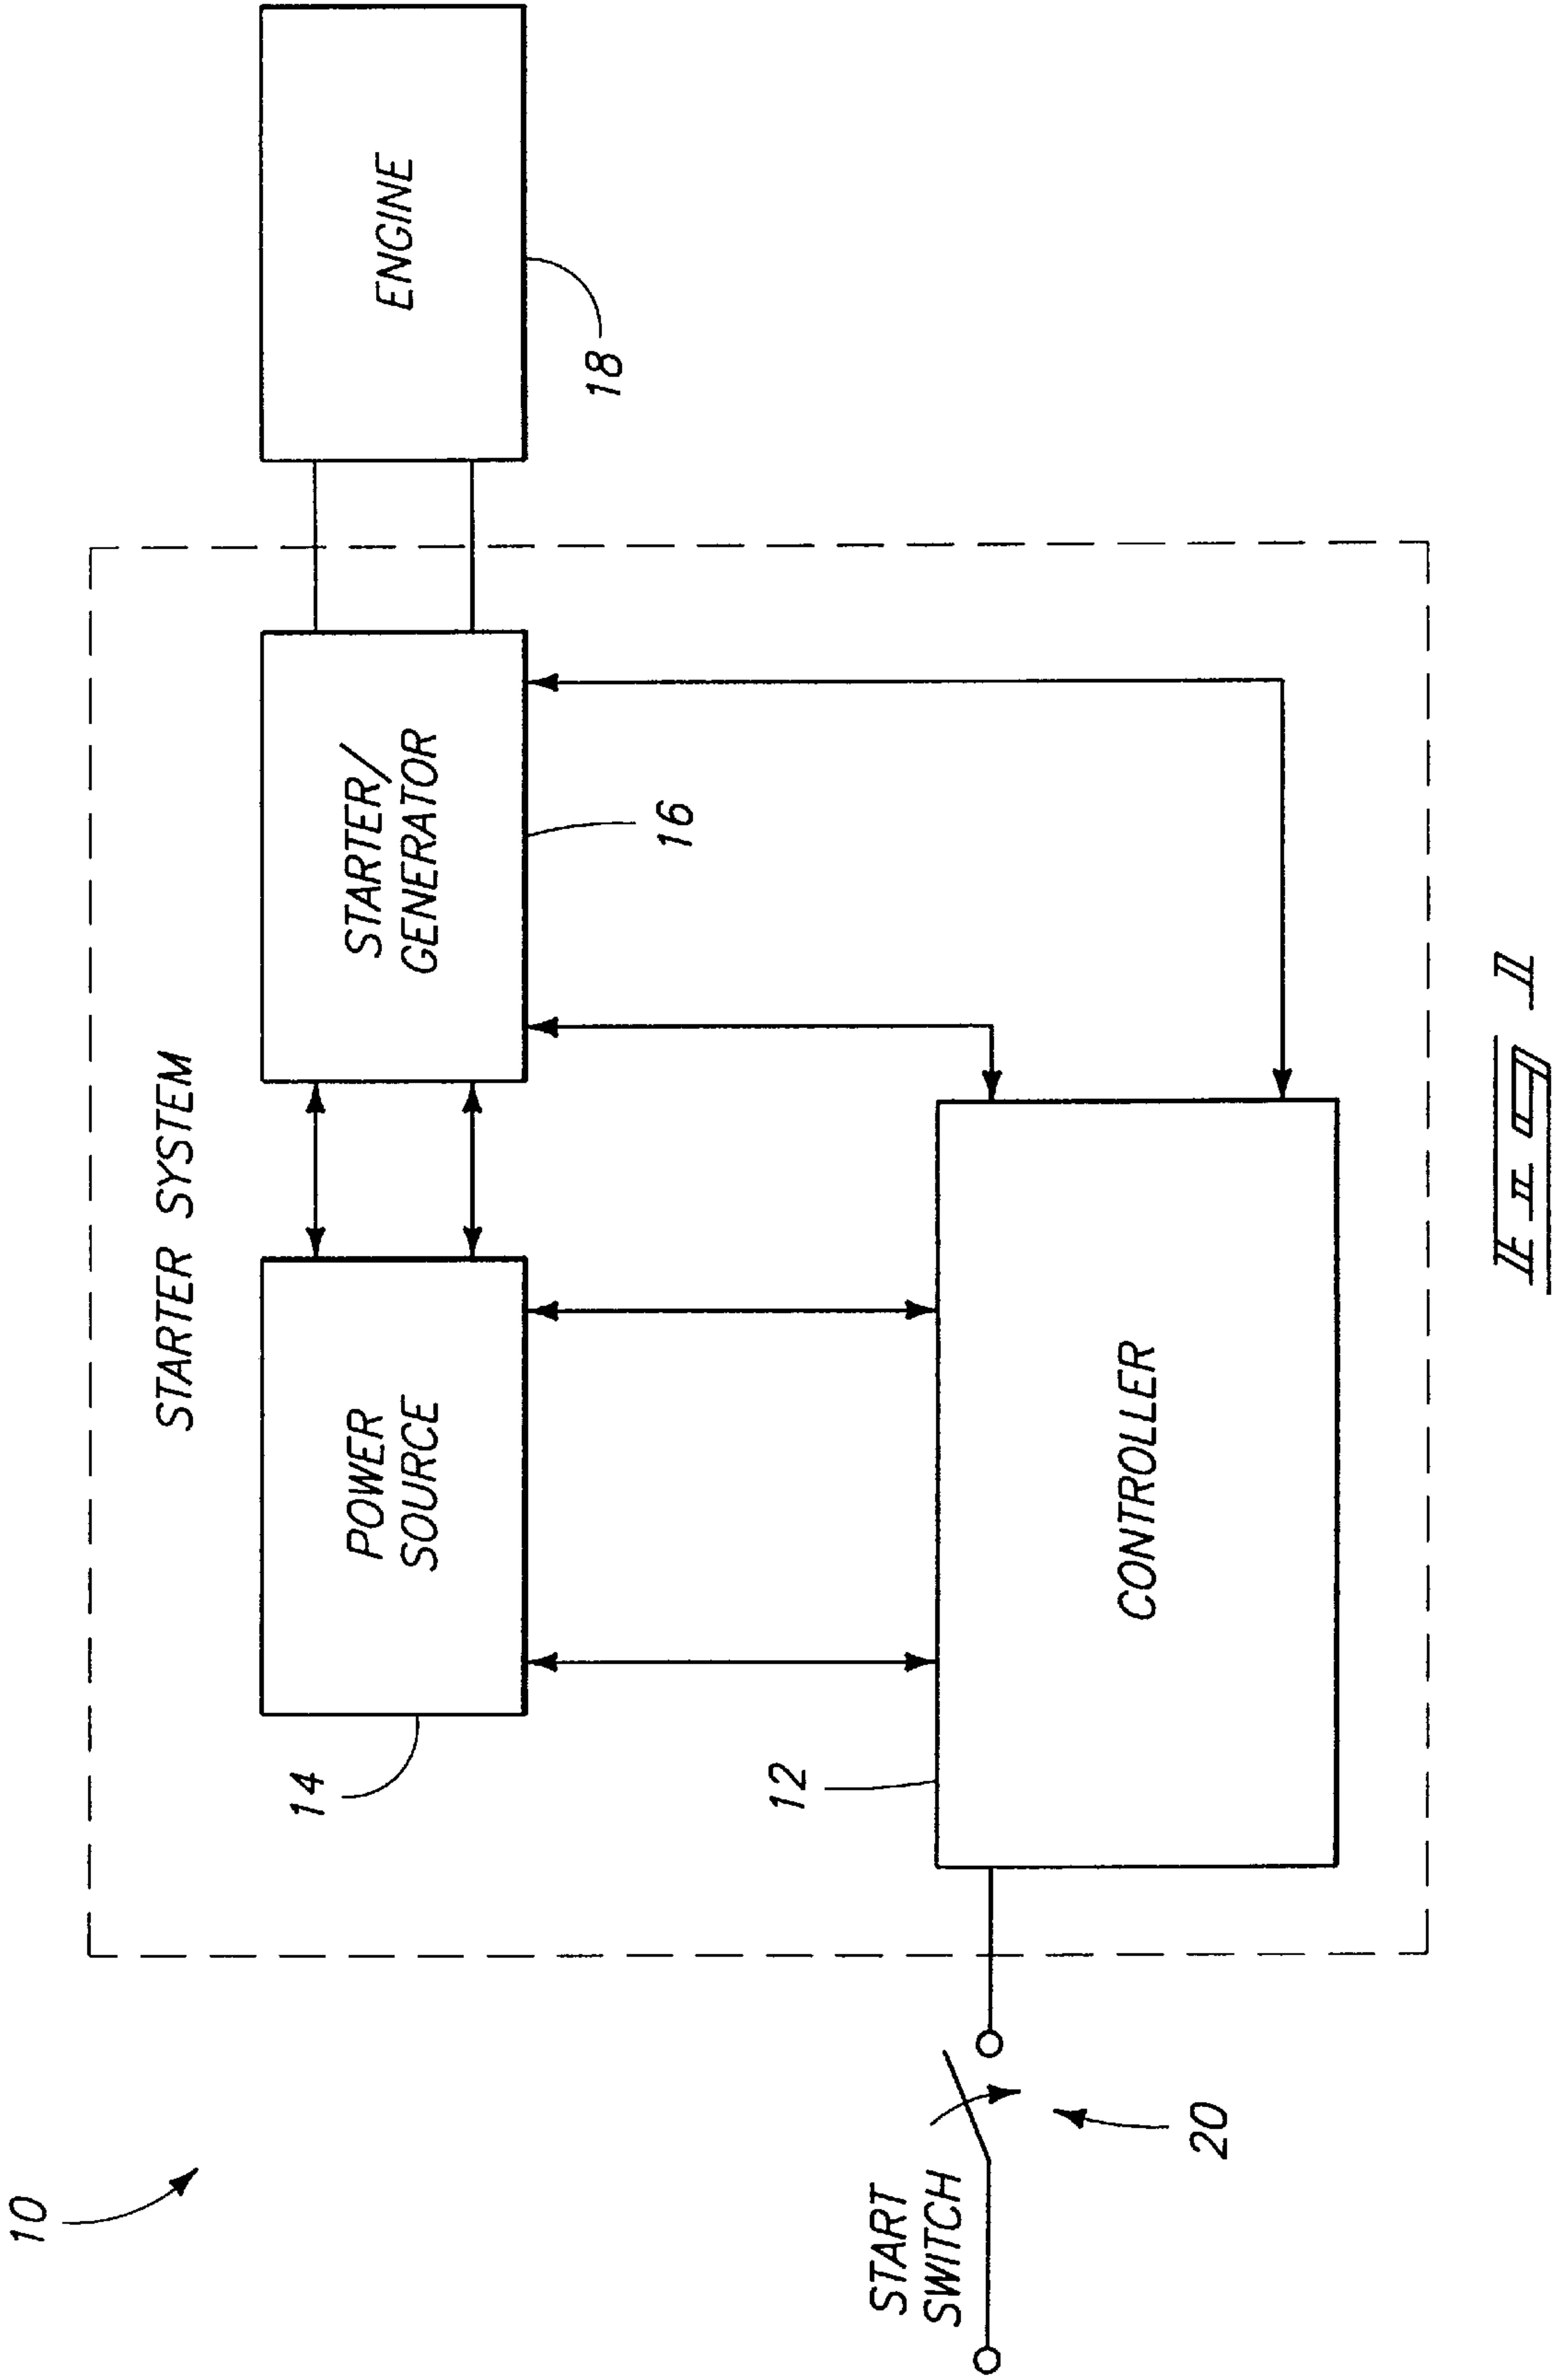 10
STARTER SYSTEM
14
POWER
SOURCE
STARTER/
GENERATOR
16
ENGINE
18
12
CONTROLLER
START
SWITCH
20
FIG 1